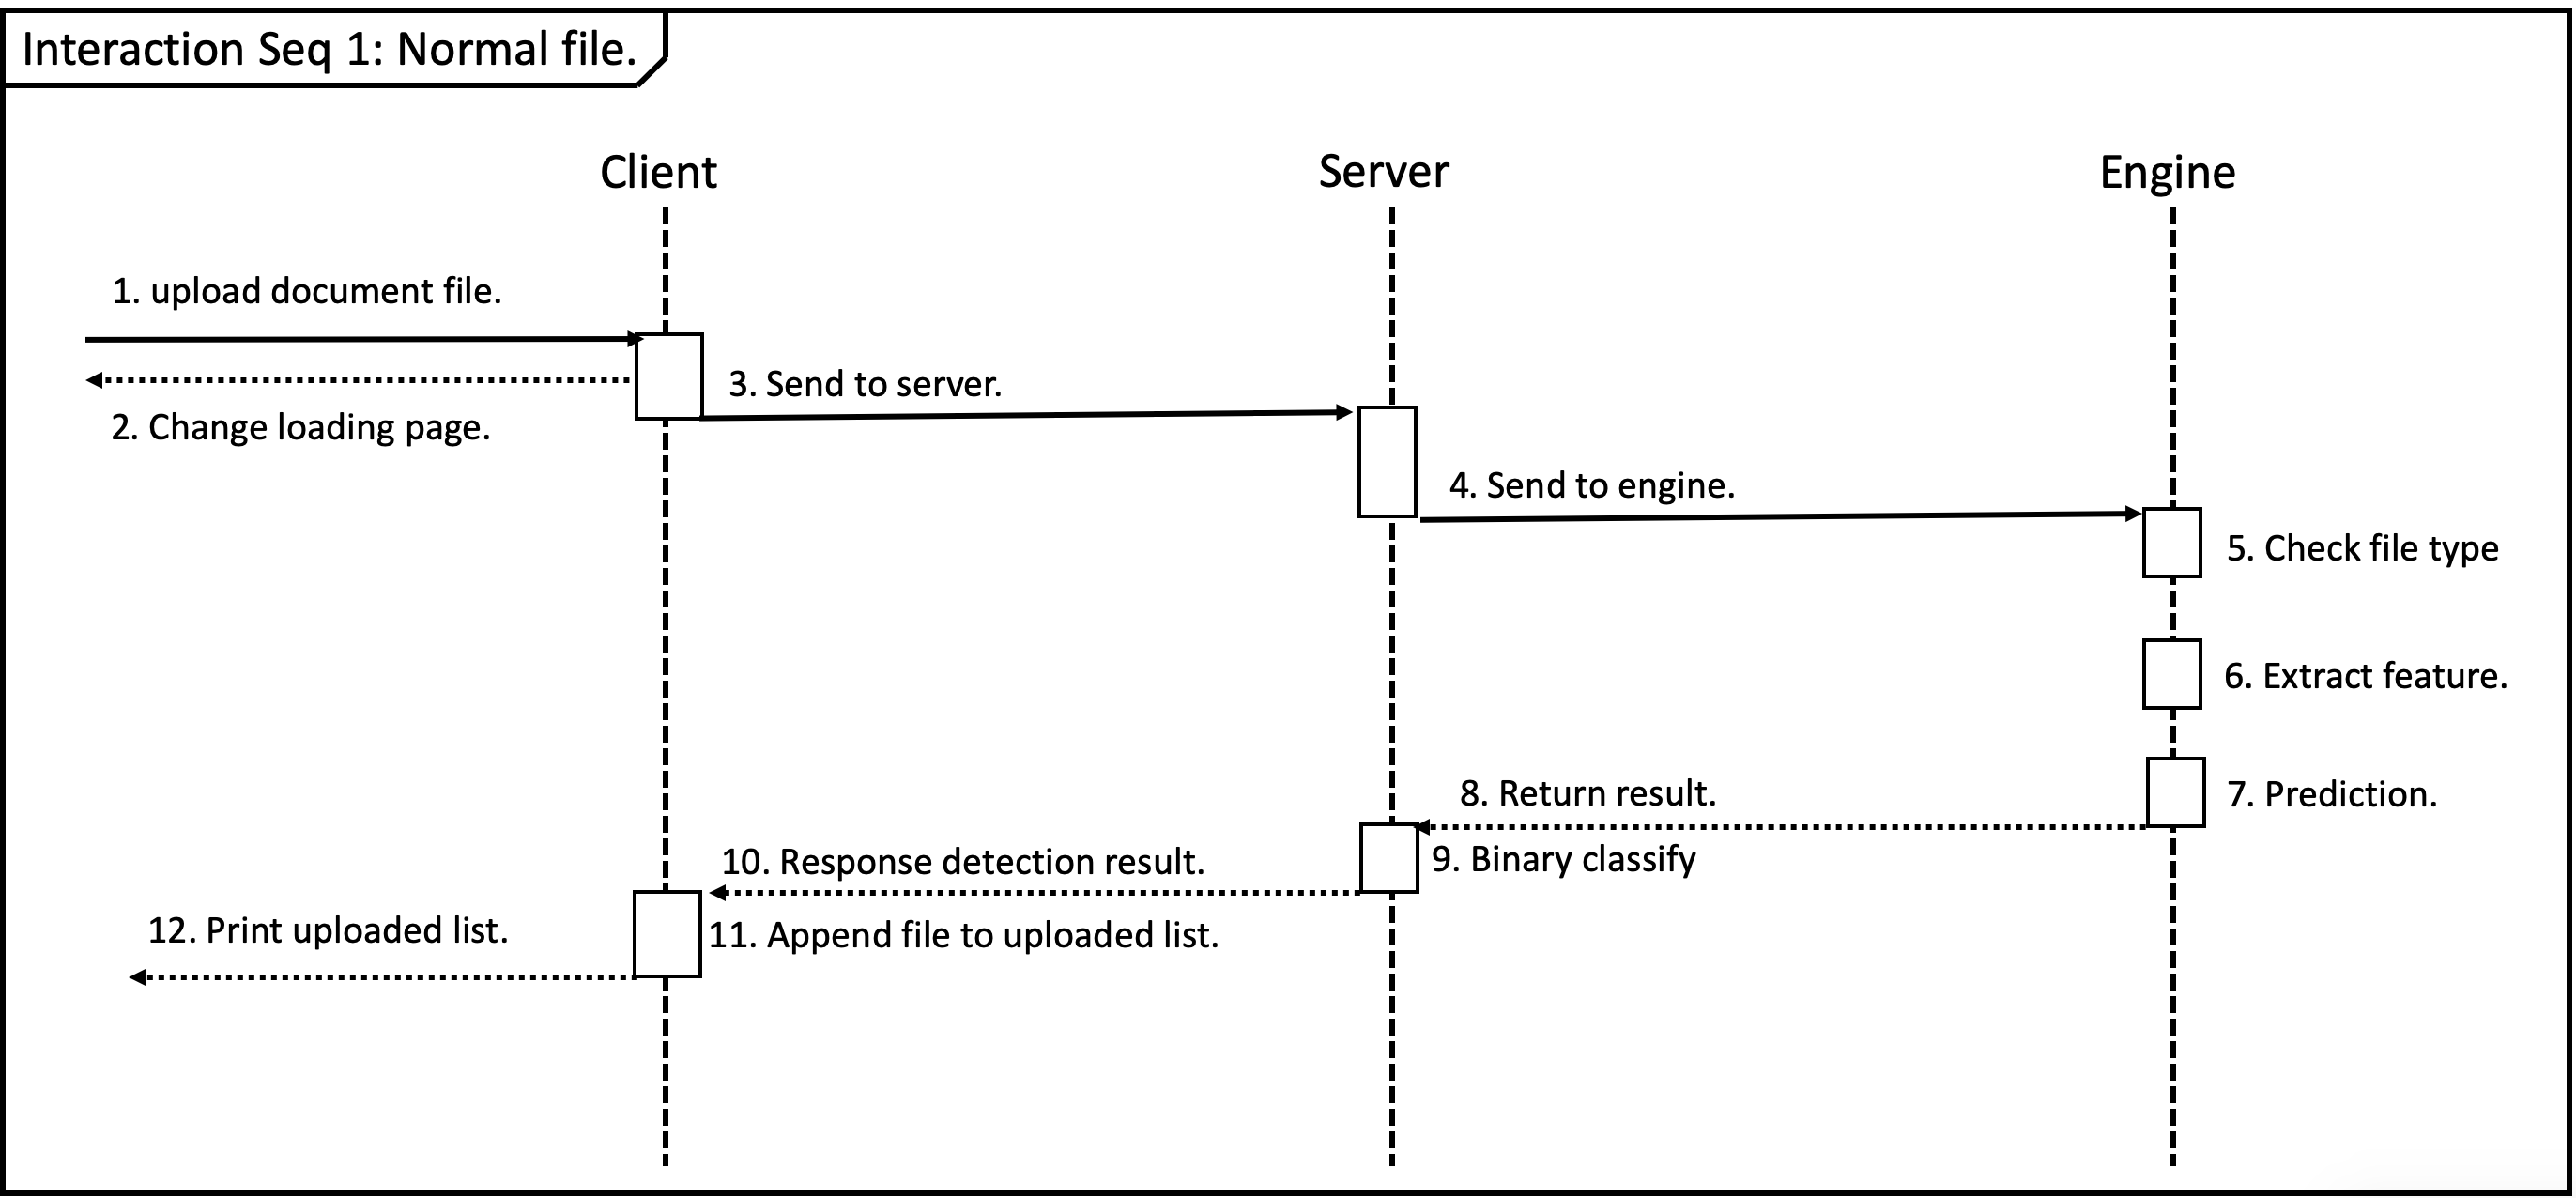 Interaction Seq 1: Normal file.
Client
Server
Engine
1. upload document file.
2. Change loading page.
3. Send to server.
4. Send to engine.
5. Check file type
6. Extract feature.
7. Prediction.
8. Return result.
9. Binary classify
10. Response detection result.
11. Append file to uploaded list.
12. Print uploaded list.